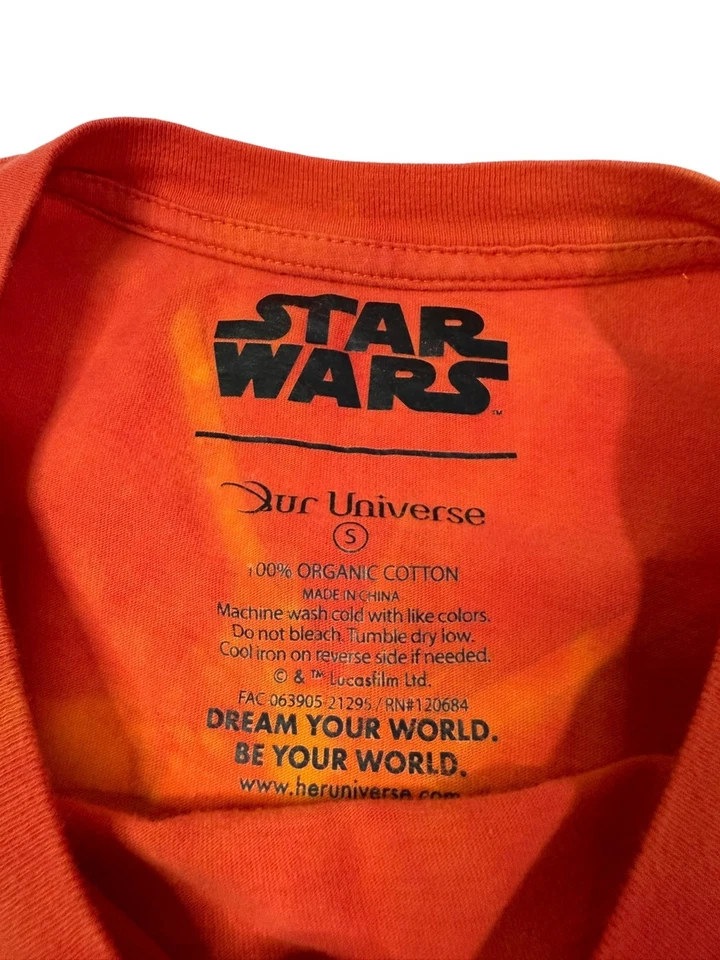 STAR
WARS
TM
Our Universe
S
100% ORGANIC COTTON
MADE IN CHINA
Machine wash cold with like colors.
Do not bleach. Tumble dry low.
Cool iron on reverse side if needed.
© & ™ Lucasfilm Ltd.
FAC-063905-21295 / RN#120684
DREAM YOUR WORLD.
BE YOUR WORLD.
www.heruniverse.com